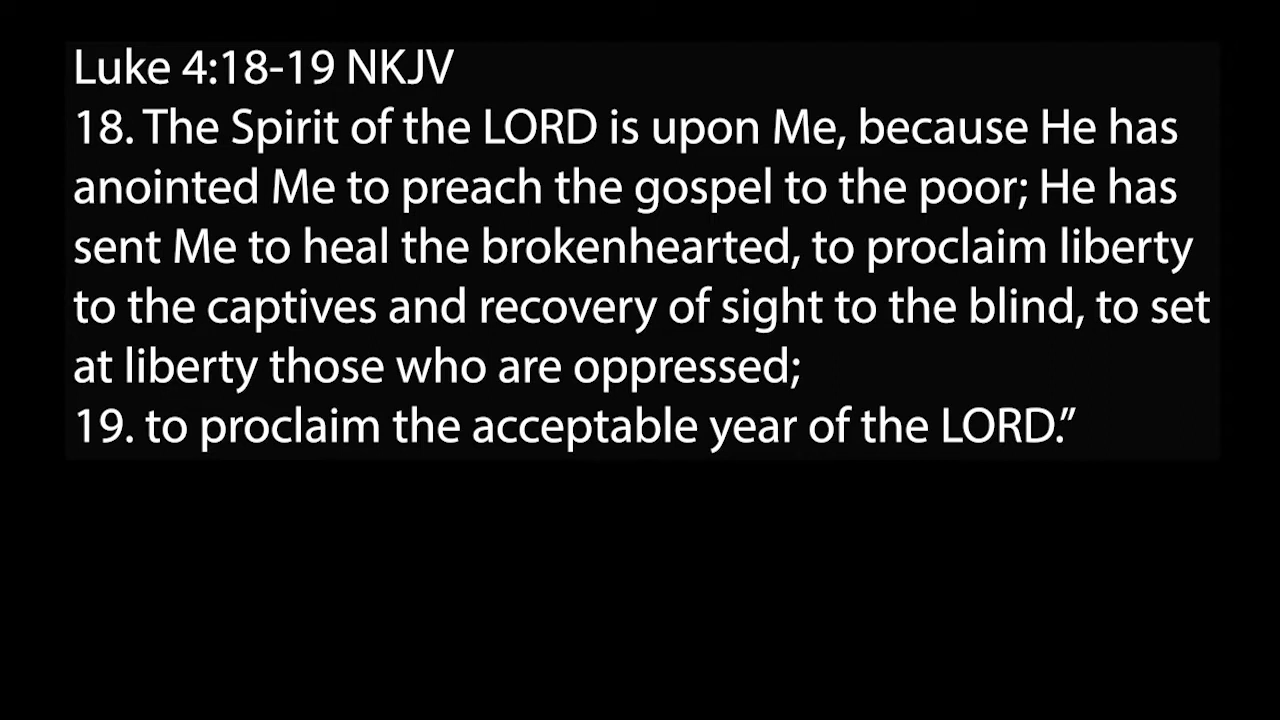 Luke 4:18-19 NKJV
18. The Spirit of the LORD is upon Me, because He has
anointed Me to preach the gospel to the poor; He has
sent Me to heal the brokenhearted, to proclaim liberty
to the captives and recovery of sight to the blind, to set
at liberty those who are oppressed;
19. to proclaim the acceptable year of the LORD.”